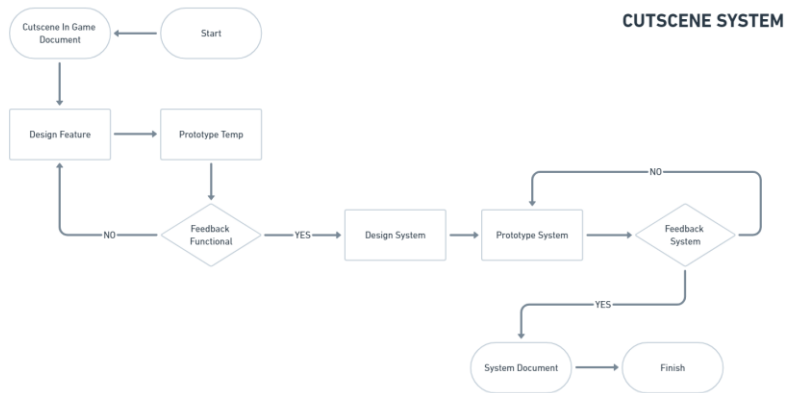 CUTSCENE SYSTEM
Cutscene In Game
Document
Start
Design Feature
Prototype Temp
Feedback
Functional
NO
YES
Design System
Prototype System
Feedback
System
NO
YES
System Document
Finish